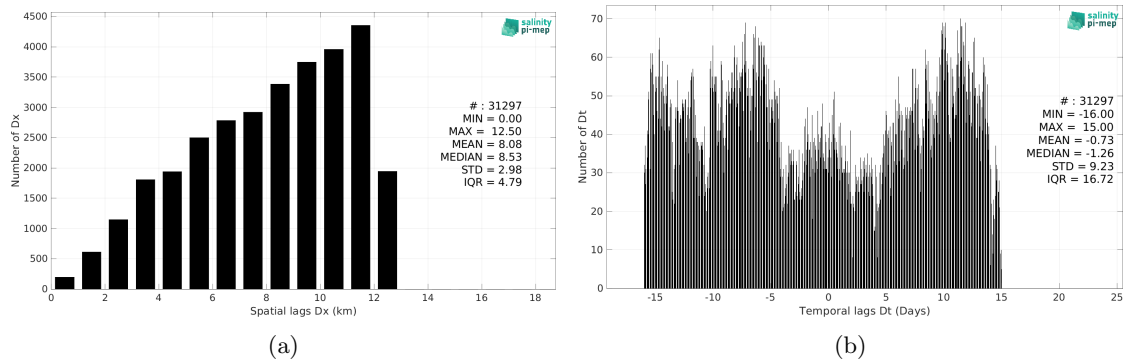 4500
4000
3500
3000
2500
2000
1500
1000
500
0
Number of Dx
0 2 4 6 8 10 12 14 16 18
Spatial lags Dx (km)
salinity
pi-mep
# : 31297
MIN = 0.00
MAX = 12.50
MEAN = 8.08
MEDIAN = 8.53
STD = 2.98
IQR = 4.79
(a)
70
60
50
40
30
20
10
0
Number of Dt
-15 -10 -5 0 5 10 15 20 25
Temporal lags Dt (Days)
salinity
pi-mep
# : 31297
MIN = -16.00
MAX = 15.00
MEAN = -0.73
MEDIAN = -1.26
STD = 9.23
IQR = 16.72
(b)